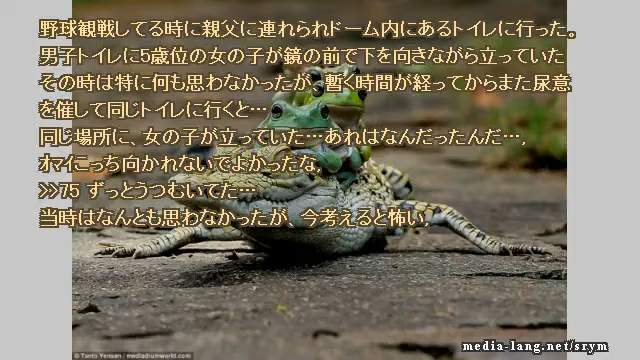 野球観戦してる時に親父に連れられドーム内にあるトイレに行った。
男子トイレに5歳位の女の子が鏡の前で下を向きながら立っていた
その時は特に何も思わなかったが、暫く時間が経ってからまた尿意
を催して同じトイレに行くと…
同じ場所に、女の子が立っていた…あれはなんだったんだ…,
オマイこっち向かれないでよかったな,
>>75 ずっとうつむいてた…
当時はなんとも思わなかったが、今考えると怖い,
© Tanto Yensen / mediadrumworld.com
media-lang.net/srym